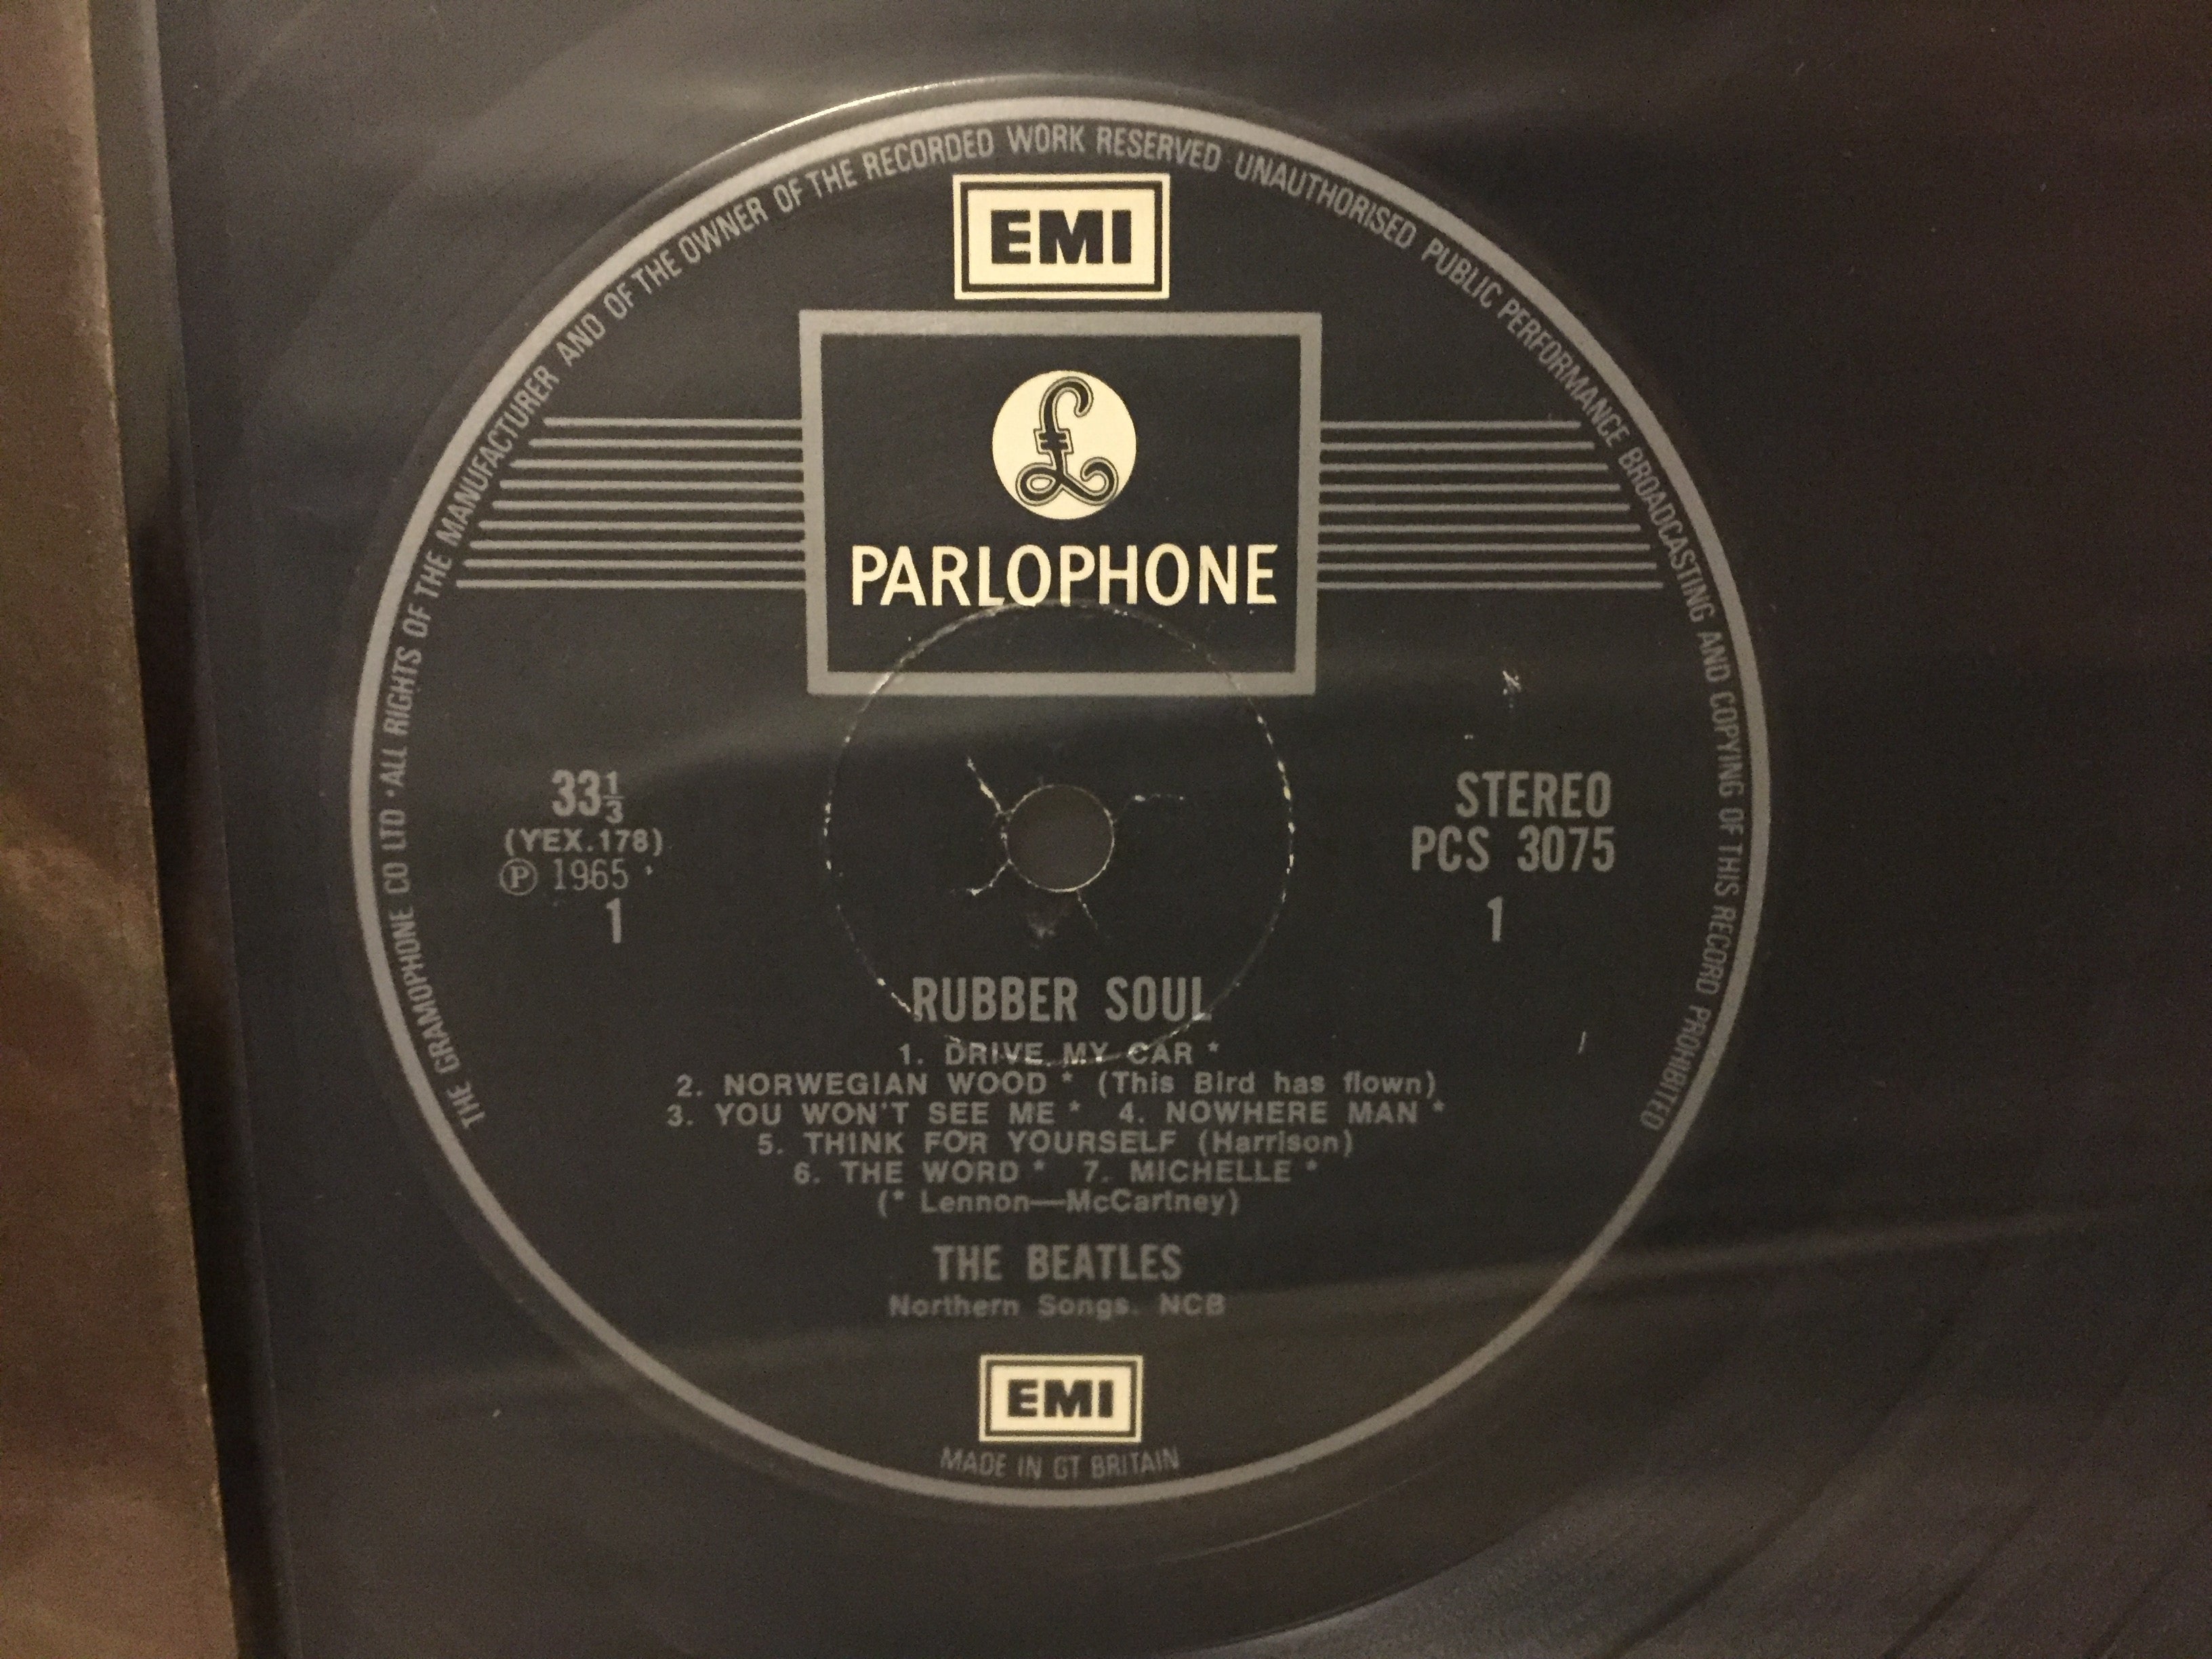 THE GRAMOPHONE CO LTD · ALL RIGHTS OF THE MANUFACTURER AND OF THE OWNER OF THE RECORDED WORK RESERVED UNAUTHORISED PUBLIC PERFORMANCE BROADCASTING AND COPYING OF THIS RECORD PROHIBITED
EMI
£
PARLOPHONE
33⅓
(YEX.178)
Ⓟ 1965
1
STEREO
PCS 3075
1
RUBBER SOUL
1. DRIVE MY CAR *
2. NORWEGIAN WOOD * (This Bird has flown)
3. YOU WON'T SEE ME * 4. NOWHERE MAN *
5. THINK FOR YOURSELF (Harrison)
6. THE WORD * 7. MICHELLE *
(* Lennon—McCartney)
THE BEATLES
Northern Songs. NCB
EMI
MADE IN GT BRITAIN